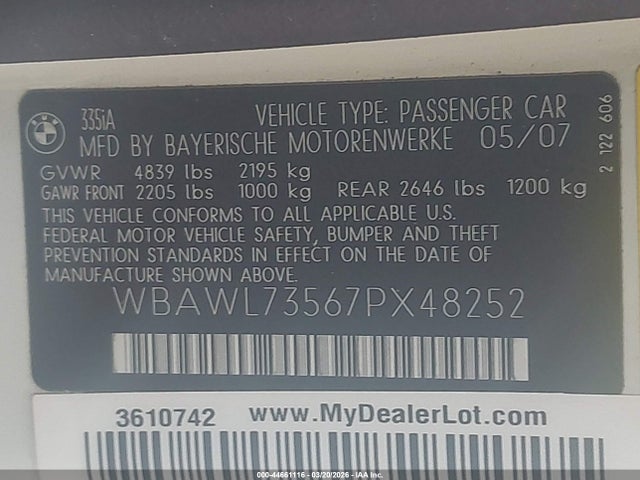 BMW
335IA
VEHICLE TYPE: PASSENGER CAR
MFD BY BAYERISCHE MOTORENWERKE 05/07
GVWR 4839 lbs 2195 kg
GAWR FRONT 2205 lbs 1000 kg REAR 2646 lbs 1200 kg
THIS VEHICLE CONFORMS TO ALL APPLICABLE U.S.
FEDERAL MOTOR VEHICLE SAFETY, BUMPER AND THEFT
PREVENTION STANDARDS IN EFFECT ON THE DATE OF
MANUFACTURE SHOWN ABOVE.
WBAWL73567PX48252
2 122 606
3610742 www.MyDealerLot.com
000-44661116 - 03/20/2026 - IAA Inc.